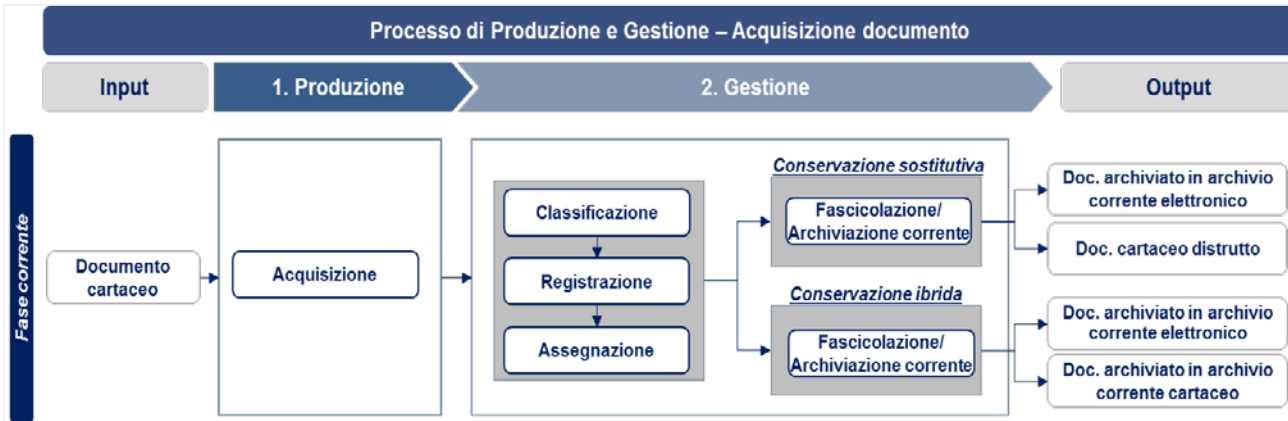 Processo di Produzione e Gestione – Acquisizione documento
Input
1. Produzione
2. Gestione
Output
Fase corrente
Documento
cartaceo
Acquisizione
Classificazione
Registrazione
Assegnazione
Conservazione sostitutiva
Fascicolazione/
Archiviazione corrente
Conservazione ibrida
Fascicolazione/
Archiviazione corrente
Doc. archiviato in archivio
corrente elettronico
Doc. cartaceo distrutto
Doc. archiviato in archivio
corrente elettronico
Doc. archiviato in archivio
corrente cartaceo